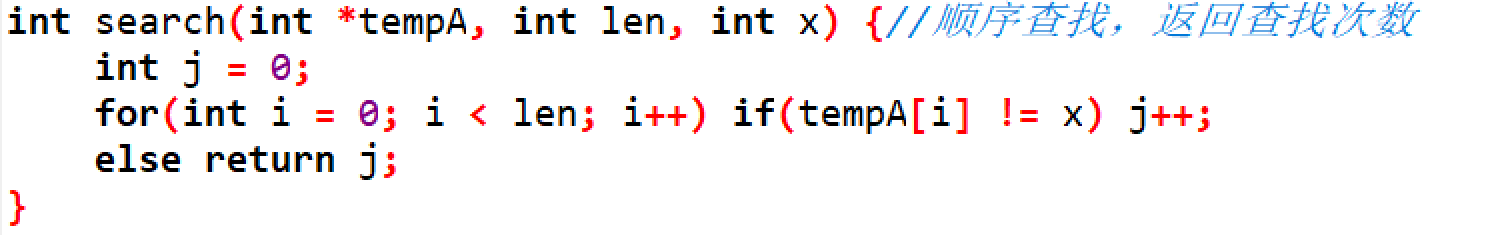 int search(int *tempA, int len, int x) {//顺序查找，返回查找次数
    int j = 0;
    for(int i = 0; i < len; i++) if(tempA[i] != x) j++;
    else return j;
}